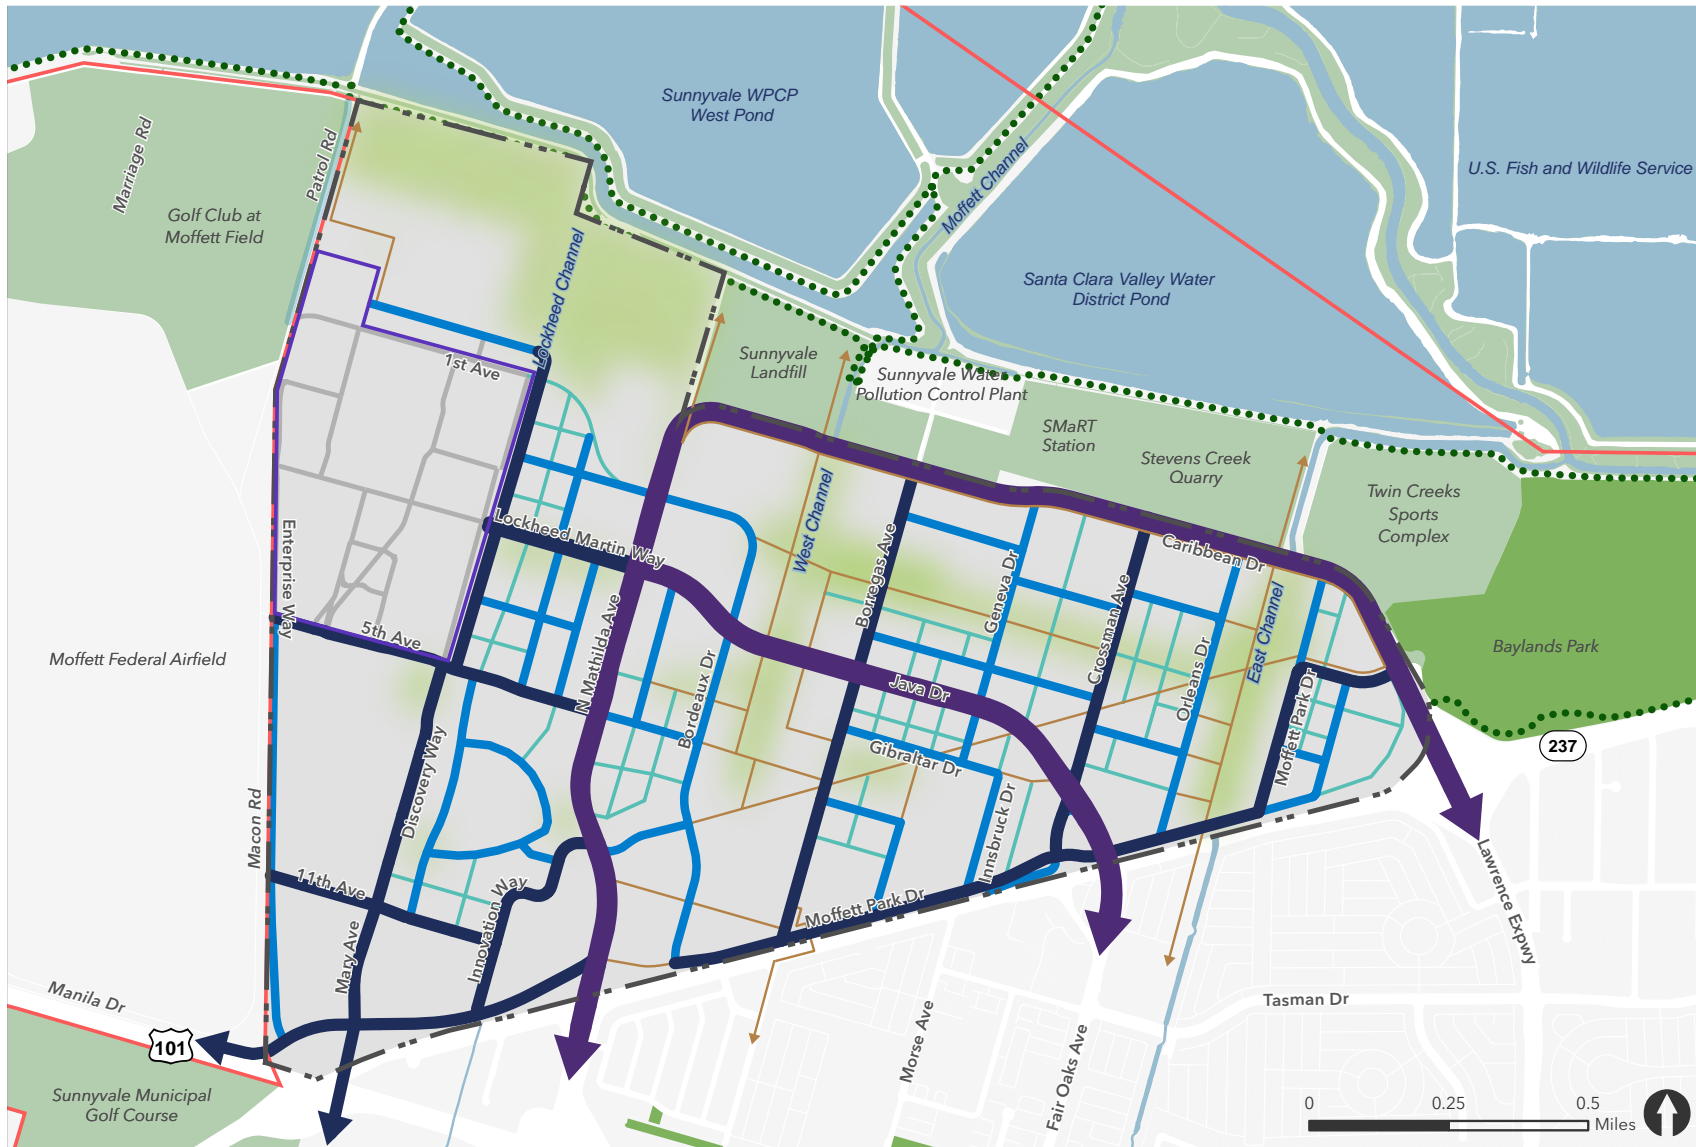 Sunnyvale WPCP
West Pond
Marriage Rd
Patrol Rd
Golf Club at
Moffett Field
Moffett Channel
U.S. Fish and Wildlife Service
Santa Clara Valley Water
District Pond
Lockheed Channel
1st Ave
Sunnyvale
Landfill
Sunnyvale Water
Pollution Control Plant
SMaRT
Station
Stevens Creek
Quarry
Twin Creeks
Sports
Complex
Enterprise Way
Lockheed Martin Way
West Channel
Borregas Ave
Geneva Dr
Caribbean Dr
Crossman Ave
East Channel
5th Ave
N Mathilda Ave
Bordeaux Dr
Java Dr
Orleans Dr
Moffett Park Dr
Baylands Park
Moffett Federal Airfield
Discovery Way
Gibraltar Dr
237
Macon Rd
Innsbruck Dr
11th Ave
Innovation Way
Moffett Park Dr
Lawrence Expwy
Mary Ave
Manila Dr
101
Tasman Dr
Morse Ave
Fair Oaks Ave
Sunnyvale Municipal
Golf Course
0 0.25 0.5
Miles